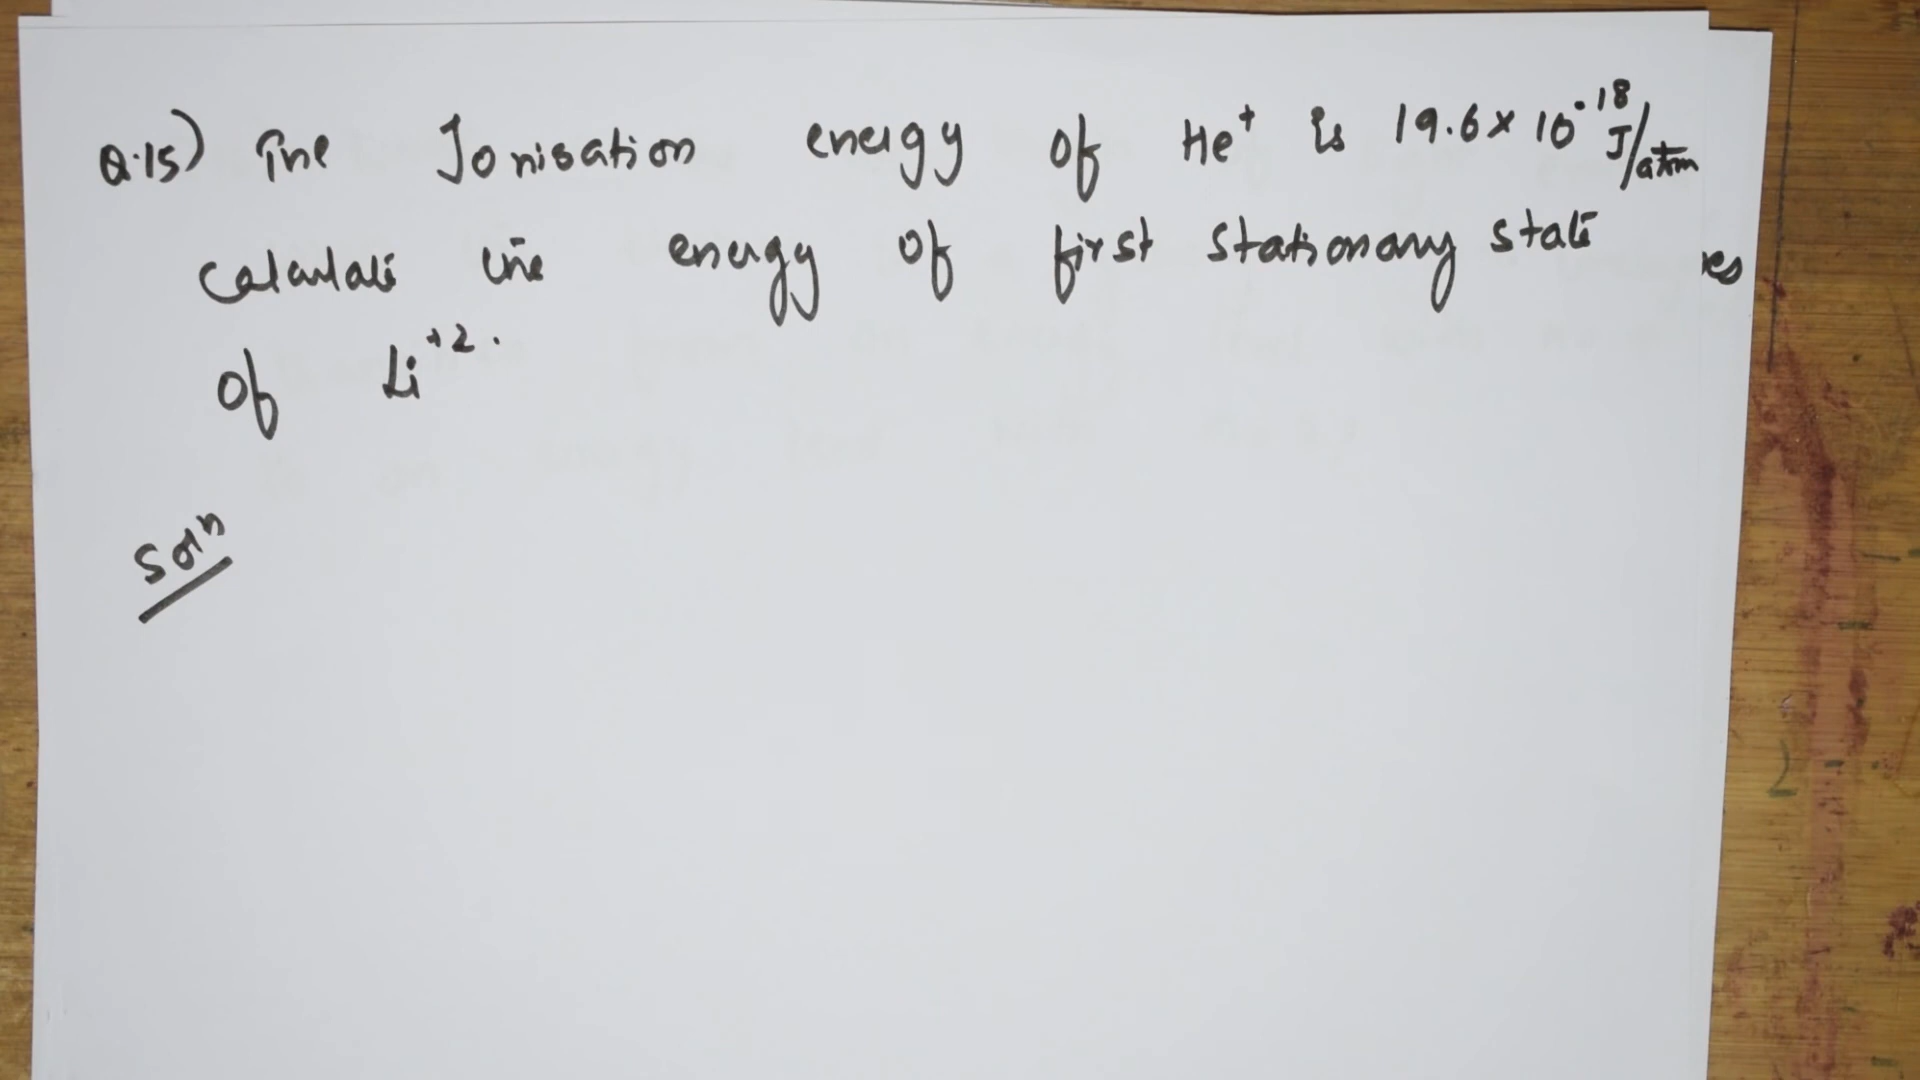 Q.15) The Ionisation energy of He⁺ is 19.6 x 10⁻¹⁸ J/atom
Calculate the energy of first stationary state
es
of Li⁺².
Solⁿ